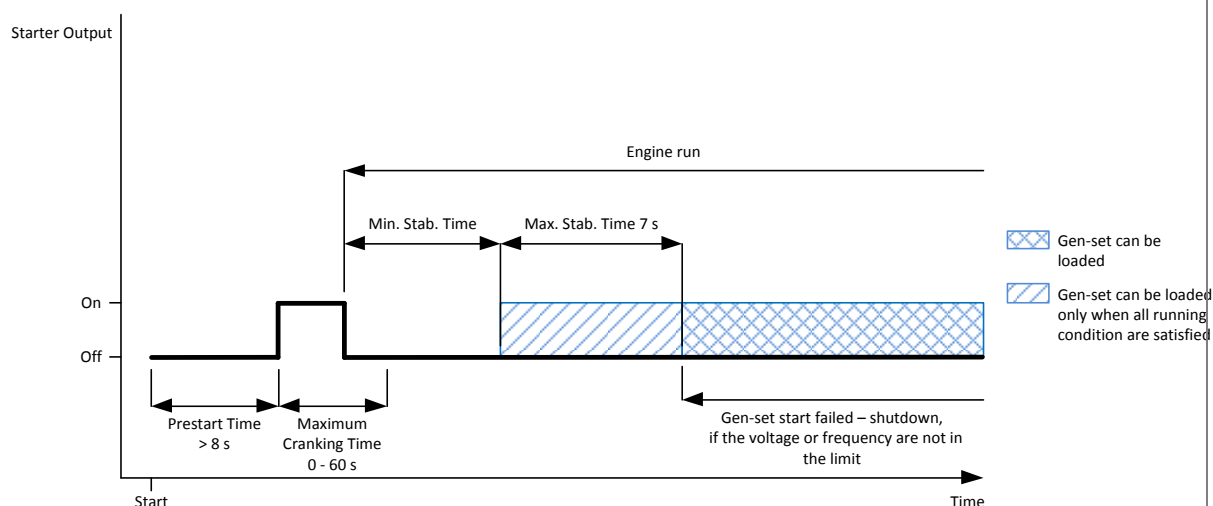 Starter Output
Engine run
Min. Stab. Time
Max. Stab. Time 7 s
Gen-set can be
loaded
Gen-set can be loaded
only when all running
condition are satisfied
On
Off
Prestart Time
> 8 s
Maximum
Cranking Time
0 - 60 s
Gen-set start failed – shutdown,
if the voltage or frequency are not in
the limit
Start
Time